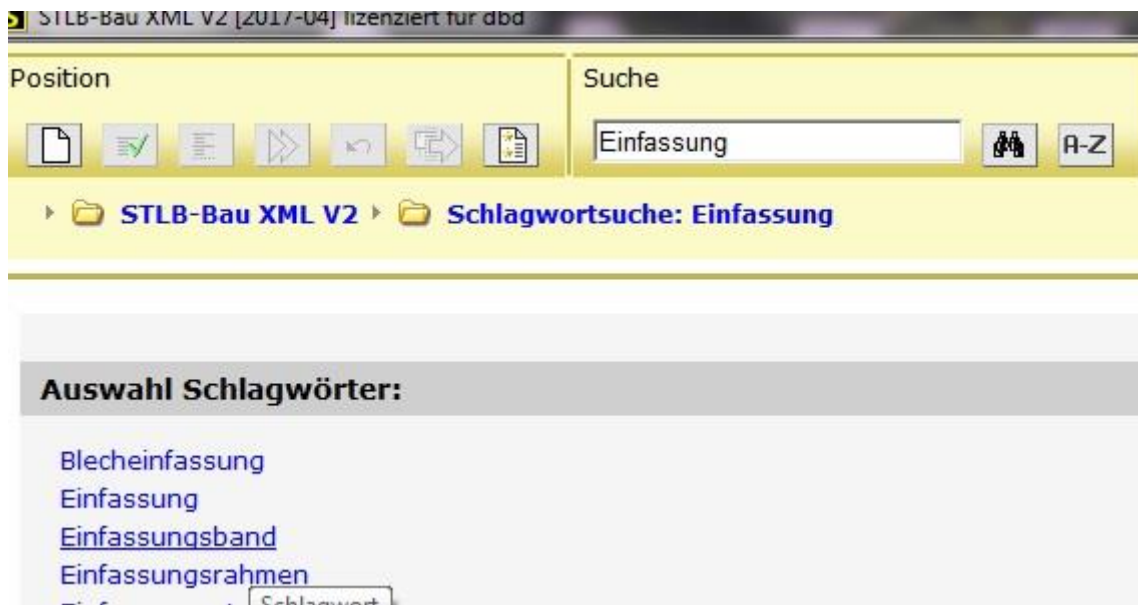 STLB-Bau XML V2 [2017-04] lizenziert für dbd
Position
Suche
Einfassung
A-Z
STLB-Bau XML V2 Schlagwortsuche: Einfassung
Auswahl Schlagwörter:
Blecheinfassung
Einfassung
Einfassungsband
Einfassungsrahmen
Schlagwort